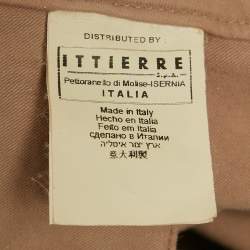 DISTRIBUTED BY
ITTIERRE
S.p.A.
Pettoranello di Molise-ISERNIA
ITALIA
Made in Italy
Hecho en Italia
Feito em Italia
сделано в Италии
ארץ יצור איטליה
意大利製